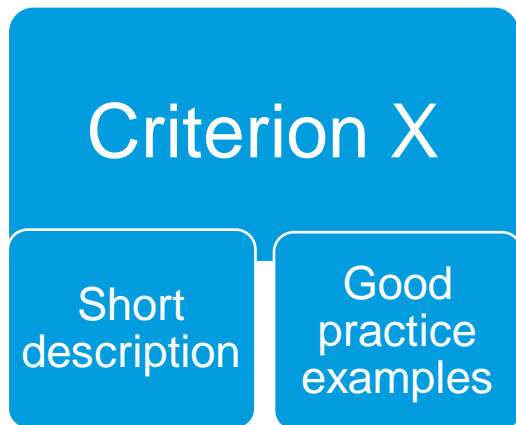 Criterion X
Short
description
Good
practice
examples